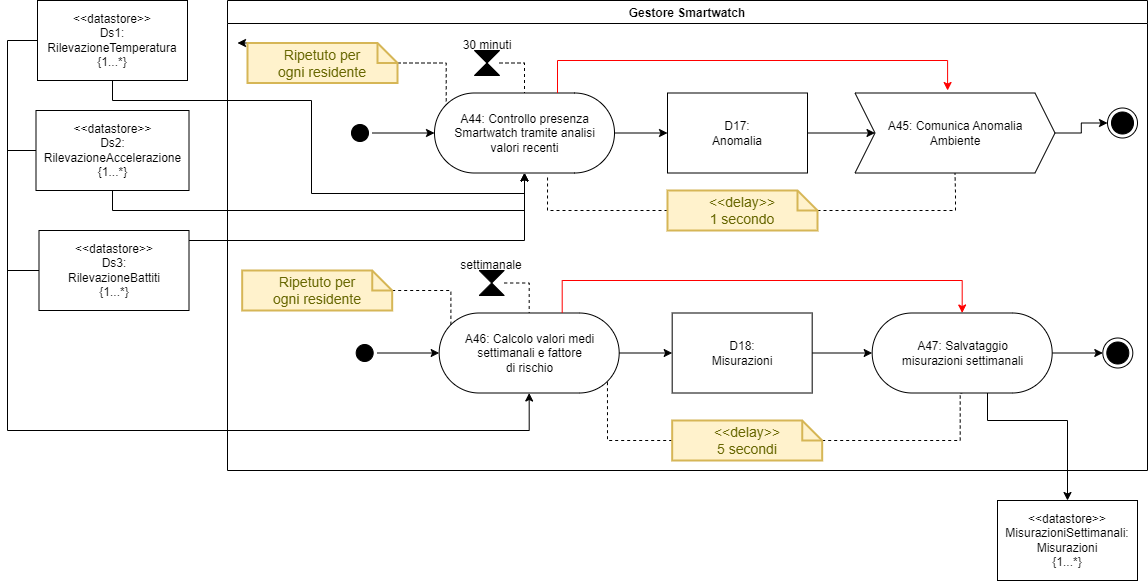 Gestore Smartwatch
<<datastore>>
Ds1:
RilevazioneTemperatura
{1...*}
<<datastore>>
Ds2:
RilevazioneAccelerazione
{1...*}
<<datastore>>
Ds3:
RilevazioneBattiti
{1...*}
Ripetuto per
ogni residente
30 minuti
A44: Controllo presenza
Smartwatch tramite analisi
valori recenti
D17:
Anomalia
A45: Comunica Anomalia
Ambiente
<<delay>>
1 secondo
Ripetuto per
ogni residente
settimanale
A46: Calcolo valori medi
settimanali e fattore
di rischio
D18:
Misurazioni
A47: Salvataggio
misurazioni settimanali
<<delay>>
5 secondi
<<datastore>>
MisurazioniSettimanali:
Misurazioni
{1...*}